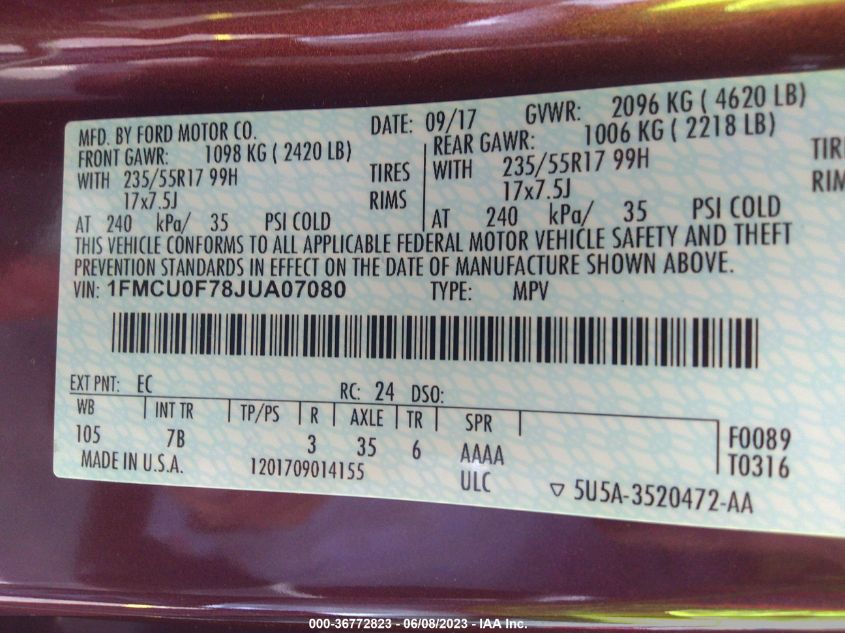 MFD. BY FORD MOTOR CO. DATE: 09/17 GVWR: 2096 KG ( 4620 LB)
FRONT GAWR: 1098 KG ( 2420 LB) REAR GAWR: 1006 KG ( 2218 LB)
WITH 235/55R17 99H TIRES WITH 235/55R17 99H TIR
17x7.5J RIMS 17x7.5J RIM
AT 240 kPa/ 35 PSI COLD AT 240 kPa/ 35 PSI COLD
THIS VEHICLE CONFORMS TO ALL APPLICABLE FEDERAL MOTOR VEHICLE SAFETY AND THEFT
PREVENTION STANDARDS IN EFFECT ON THE DATE OF MANUFACTURE SHOWN ABOVE.
VIN: 1FMCU0F78JUA07080 TYPE: MPV
EXT PNT: EC RC: 24 DSO:
WB INT TR TP/PS R AXLE TR SPR
105 7B 3 35 6 AAAA F0089
MADE IN U.S.A. 1201709014155 ULC T0316
▽ 5U5A-3520472-AA
000-36772823 - 06/08/2023 - IAA Inc.